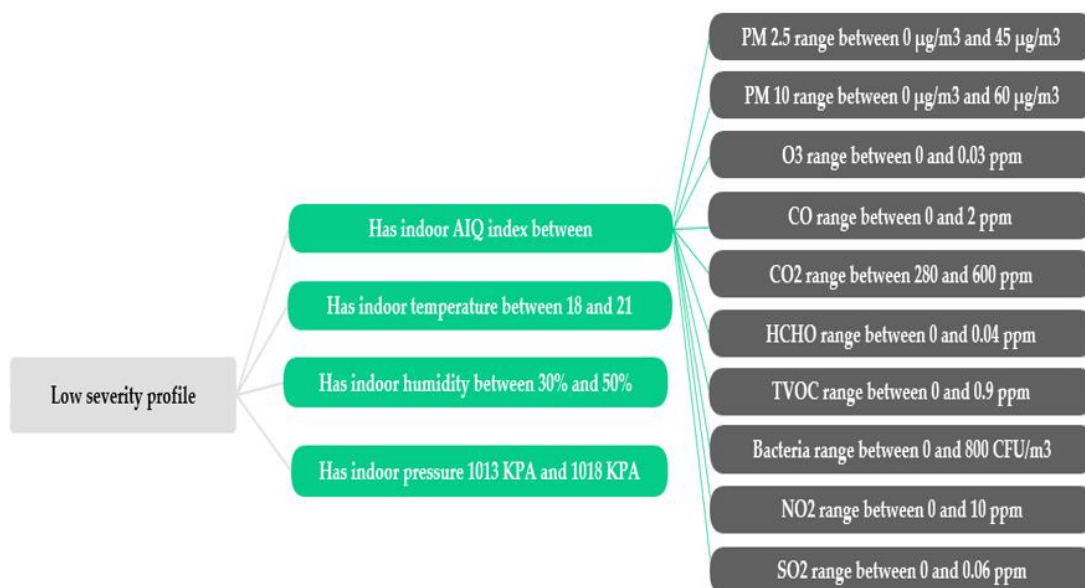 Low severity profile
Has indoor AIQ index between
Has indoor temperature between 18 and 21
Has indoor humidity between 30% and 50%
Has indoor pressure 1013 KPA and 1018 KPA
PM 2.5 range between 0 µg/m3 and 45 µg/m3
PM 10 range between 0 µg/m3 and 60 µg/m3
O3 range between 0 and 0.03 ppm
CO range between 0 and 2 ppm
CO2 range between 280 and 600 ppm
HCHO range between 0 and 0.04 ppm
TVOC range between 0 and 0.9 ppm
Bacteria range between 0 and 800 CFU/m3
NO2 range between 0 and 10 ppm
SO2 range between 0 and 0.06 ppm